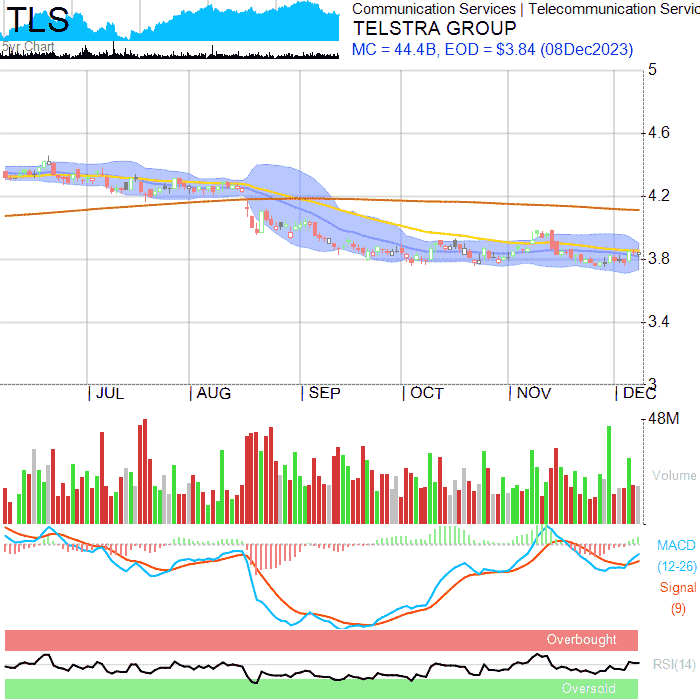 TLS
5yr Chart
Communication Services | Telecommunication Servic
TELSTRA GROUP
MC = 44.4B, EOD = $3.84 (08Dec2023)
5
4.6
4.2
3.8
3.4
3
JUL | AUG | SEP | OCT | NOV | DEC
48M
Volume
MACD
(12-26)
Signal
(9)
Overbought
RSI(14)
Oversold